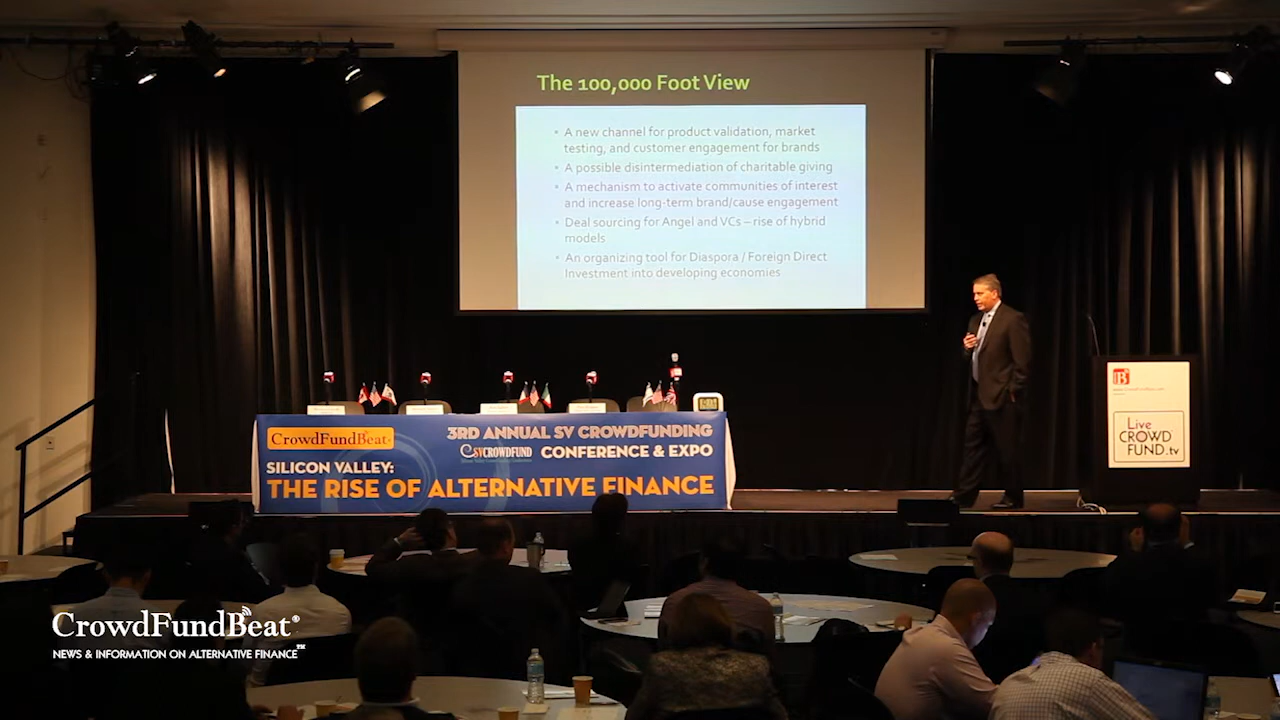 The 100,000 Foot View
• A new channel for product validation, market
testing, and customer engagement for brands
• A possible disintermediation of charitable giving
• A mechanism to activate communities of interest
and increase long-term brand/cause engagement
• Deal sourcing for Angel and VCs – rise of hybrid
models
• An organizing tool for Diaspora / Foreign Direct
Investment into developing economies
CrowdFundBeat
3RD ANNUAL SV CROWDFUNDING
SVCROWDFUND CONFERENCE & EXPO
SILICON VALLEY:
THE RISE OF ALTERNATIVE FINANCE
B
Live
CROWD
FUND.tv
CrowdFundBeat®
NEWS & INFORMATION ON ALTERNATIVE FINANCE™